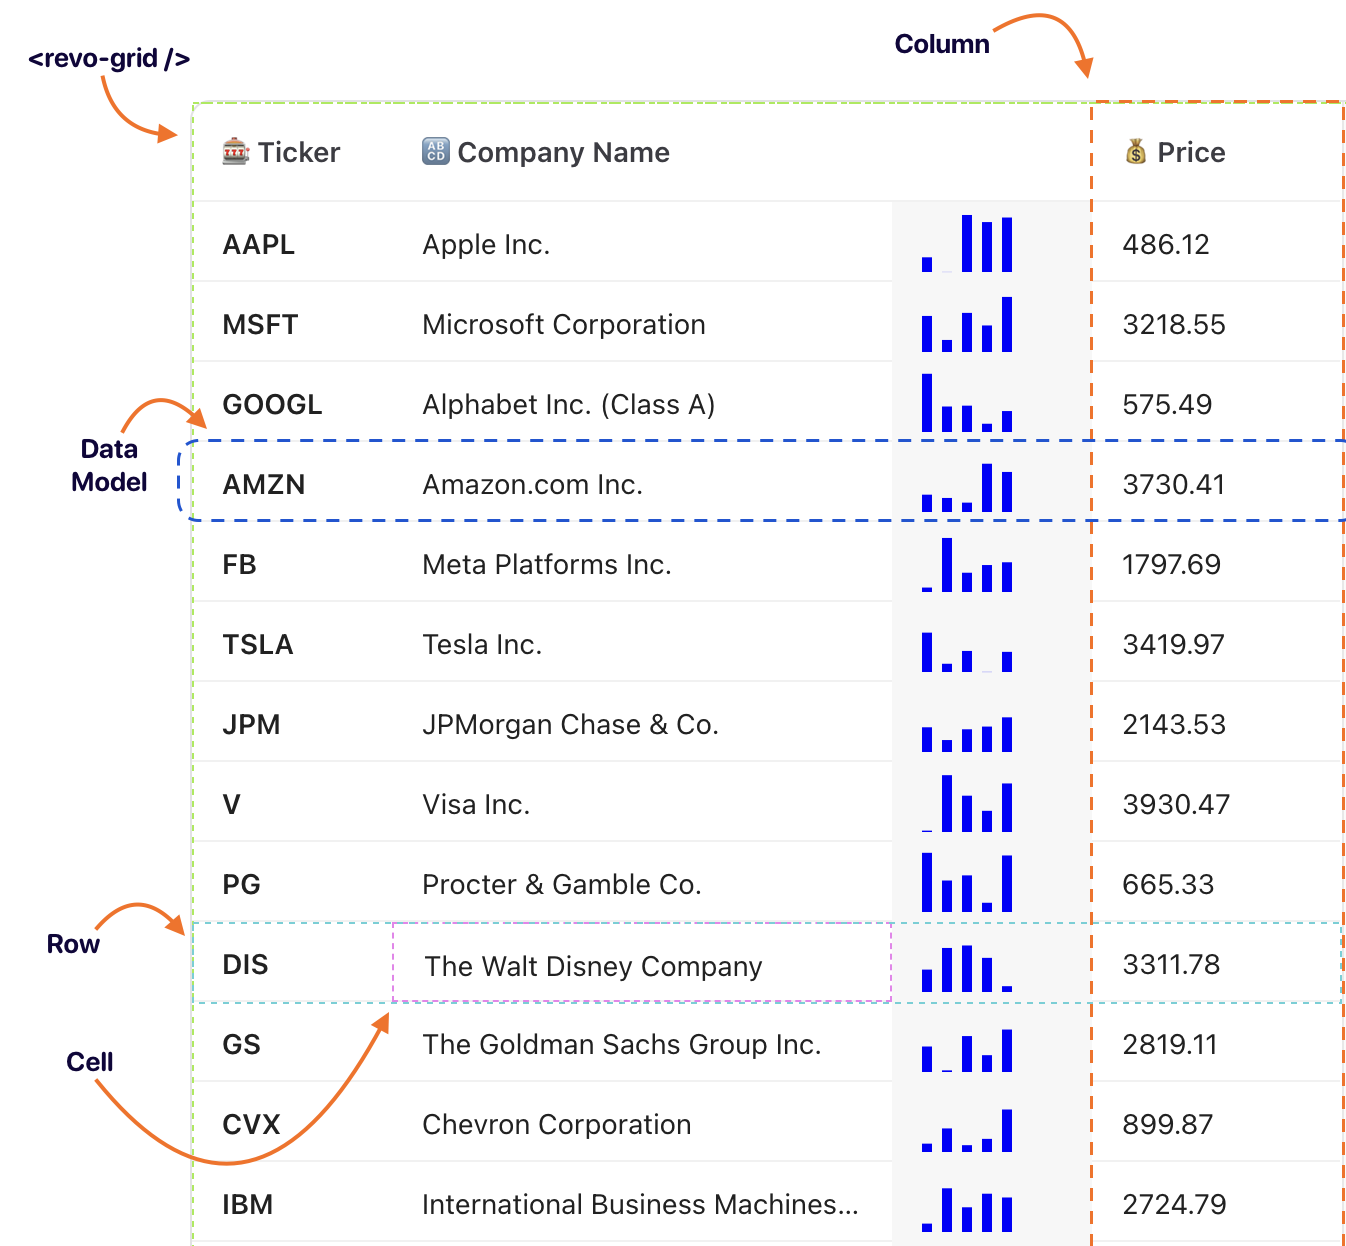 <revo-grid />
Column
Ticker
Company Name
Price
AAPL Apple Inc. 486.12
MSFT Microsoft Corporation 3218.55
GOOGL Alphabet Inc. (Class A) 575.49
Data
Model
AMZN Amazon.com Inc. 3730.41
FB Meta Platforms Inc. 1797.69
TSLA Tesla Inc. 3419.97
JPM JPMorgan Chase & Co. 2143.53
V Visa Inc. 3930.47
PG Procter & Gamble Co. 665.33
Row
DIS The Walt Disney Company 3311.78
GS The Goldman Sachs Group Inc. 2819.11
Cell
CVX Chevron Corporation 899.87
IBM International Business Machines... 2724.79